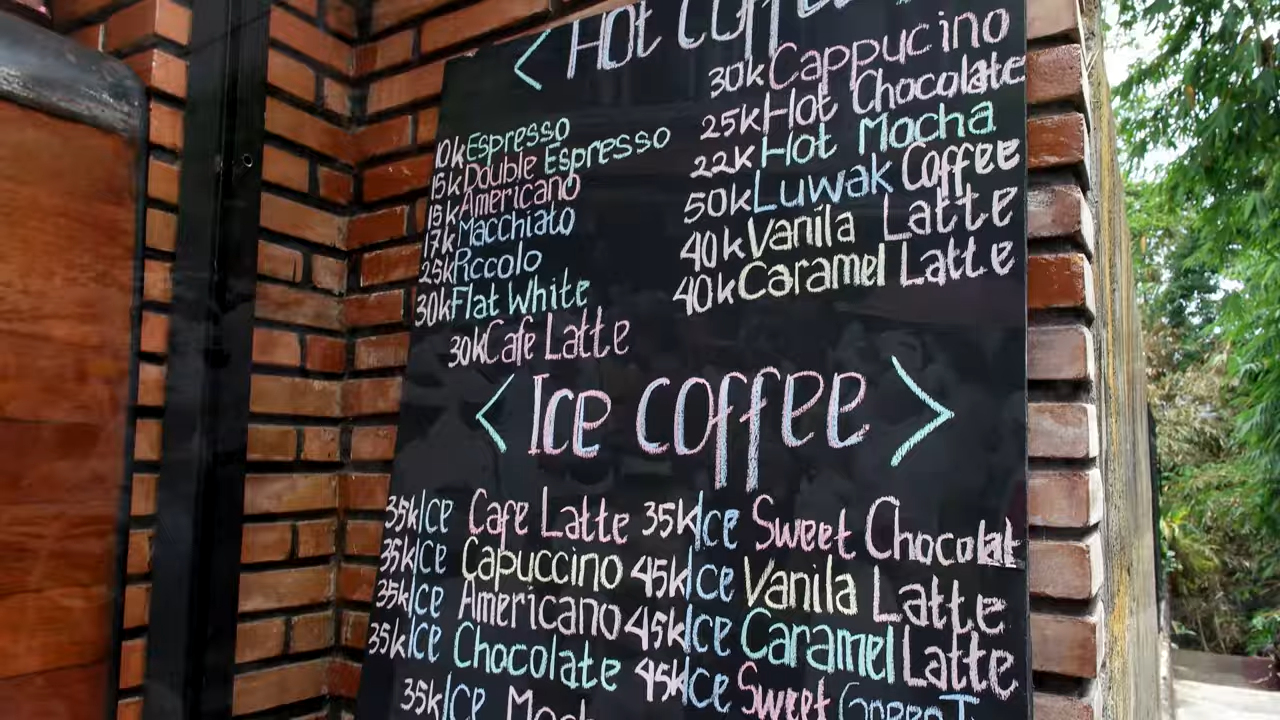 < Hot Coffee
10k Espresso
15k Double Espresso
15k Americano
17k Macchiato
25k Piccolo
30k Flat White
30k Cafe Latte
30k Cappucino
25k Hot Chocolate
22k Hot Mocha
50k Luwak Coffee
40k Vanila Latte
40k Caramel Latte
< Ice coffee >
35k Ice Cafe Latte
35k Ice Capuccino
35k Ice Americano
35k Ice Chocolate
35k Ice Mocha
35k Ice Sweet Chocolat
45k Ice Vanila Latte
45k Ice Caramel Latte
45k Ice Sweet Green T